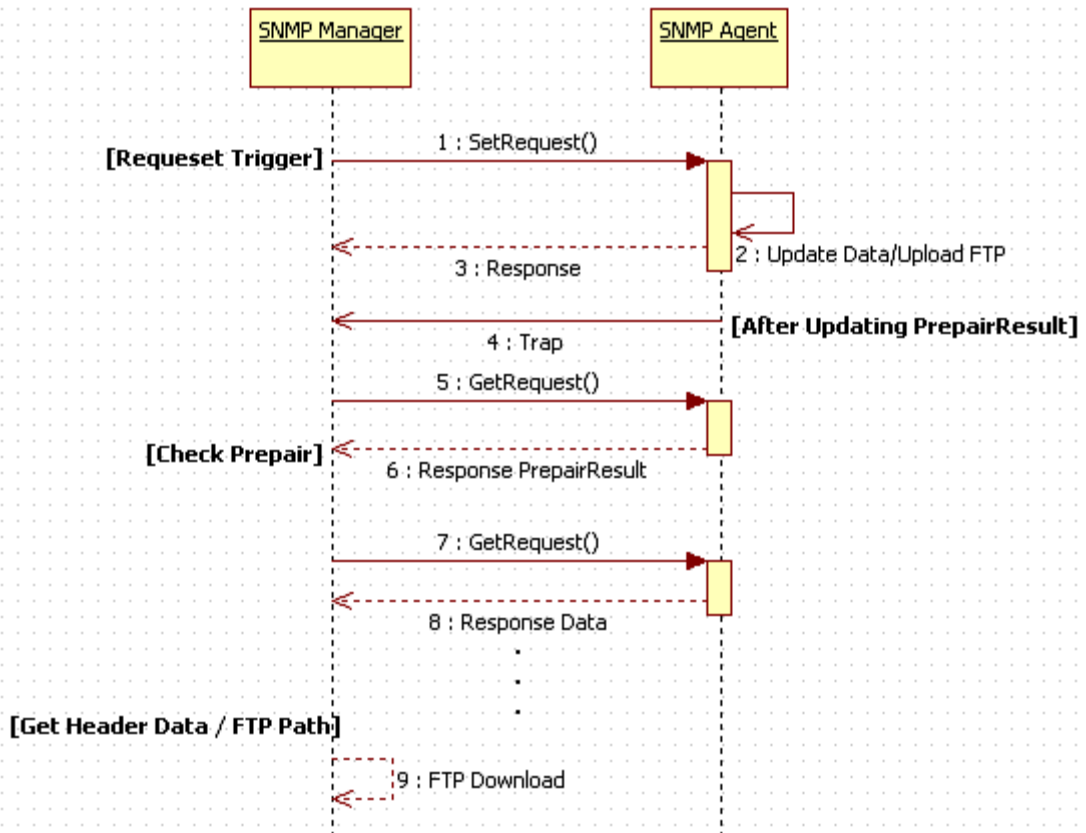 SNMP Manager
SNMP Agent
1 : SetRequest()
[Requeset Trigger]
2 : Update Data/Upload FTP
3 : Response
[After Updating PrepairResult]
4 : Trap
5 : GetRequest()
[Check Prepair]
6 : Response PrepairResult
7 : GetRequest()
8 : Response Data
[Get Header Data / FTP Path]
9 : FTP Download